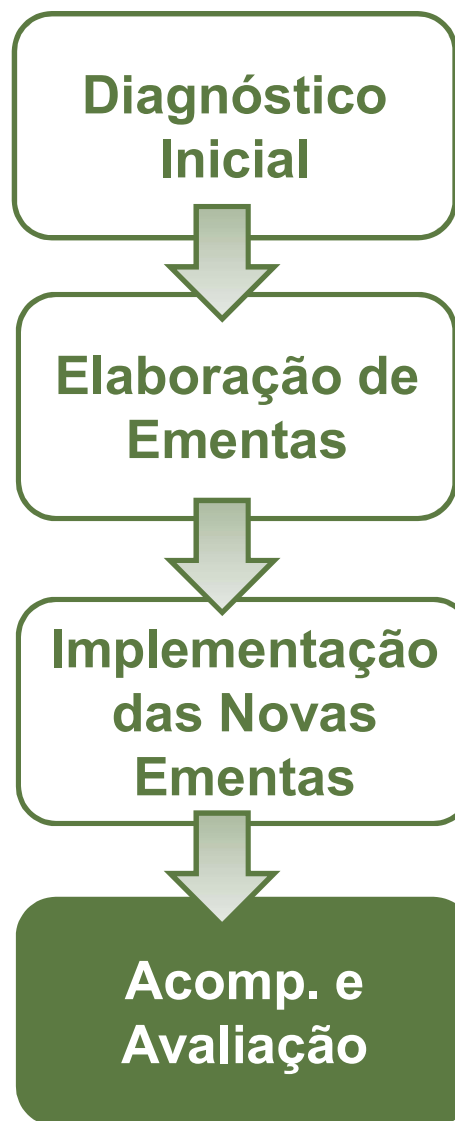 Diagnóstico
Inicial
Elaboração de
Ementas
Implementação
das Novas
Ementas
Acomp. e
Avaliação